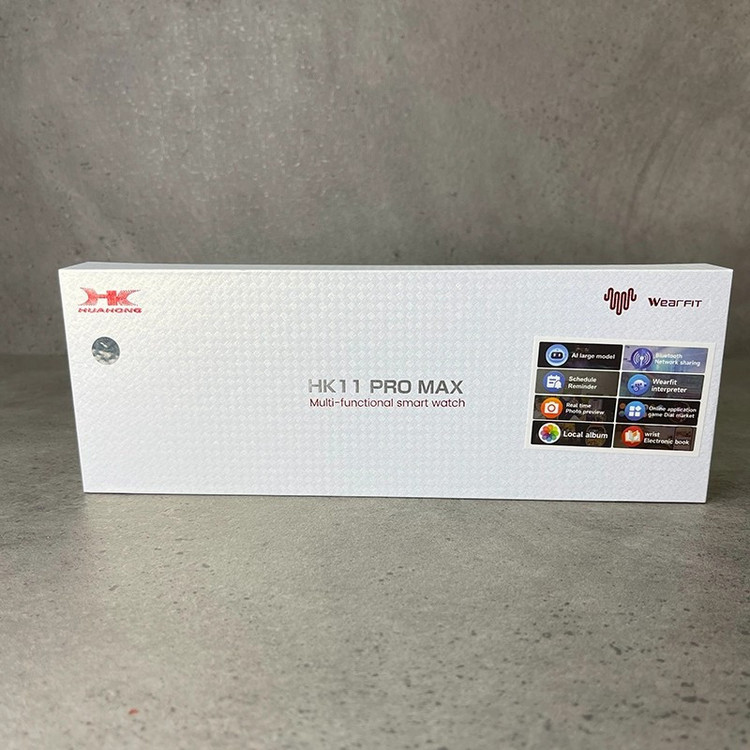 HK
HUAHONG
WearFit
HK11 PRO MAX
Multi-functional smart watch
AI large model
Bluetooth
Network sharing
Schedule
Reminder
Wearfit
interpreter
Real time
Photo preview
Online application
game Dial market
Local album
wrist
Electronic book